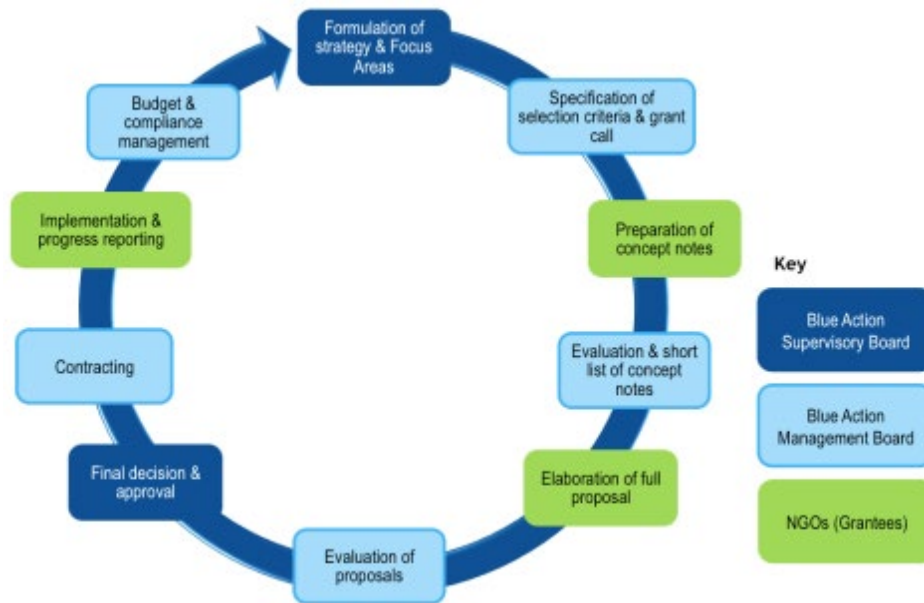 Formulation of
strategy & Focus
Areas
Specification of
selection criteria & grant
call
Preparation of
concept notes
Evaluation & short
list of concept
notes
Elaboration of full
proposal
Evaluation of
proposals
Final decision &
approval
Contracting
Implementation &
progress reporting
Budget &
compliance
management
Key
Blue Action
Supervisory Board
Blue Action
Management Board
NGOs (Grantees)